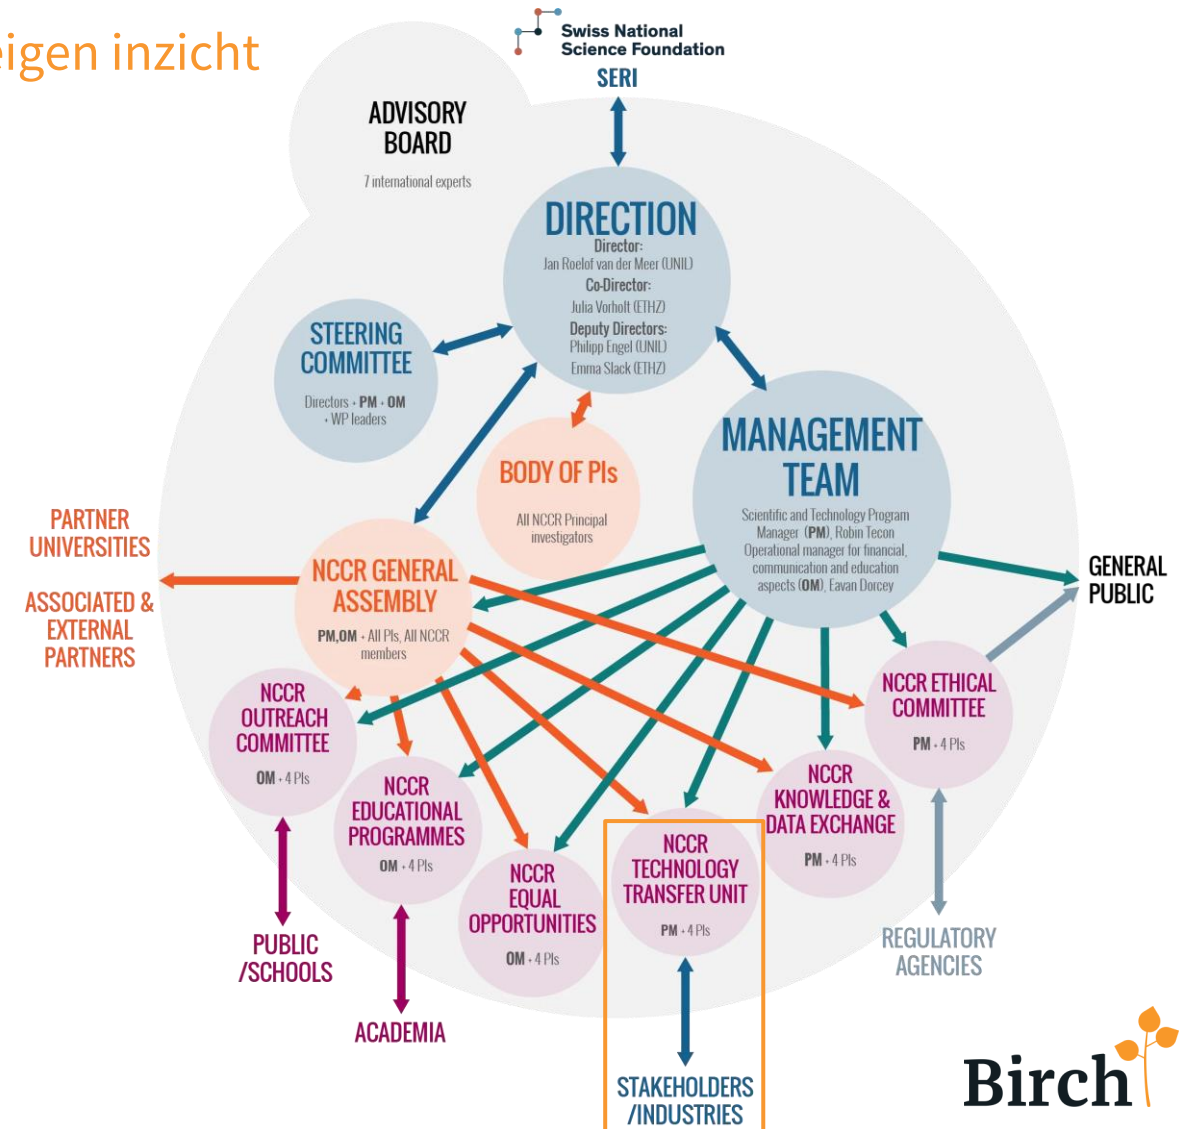 eigen inzicht
Swiss National
Science Foundation
SERI
ADVISORY
BOARD
7 international experts
DIRECTION
Director:
Jan Roelof van der Meer (UNIL)
Co-Director:
Julia Vorholt (ETHZ)
Deputy Directors:
Philipp Engel (UNIL)
Emma Slack (ETHZ)
STEERING
COMMITTEE
Directors + PM + OM
+ WP leaders
BODY OF PIs
All NCCR Principal
investigators
MANAGEMENT
TEAM
Scientific and Technology Program
Manager (PM), Robin Tecon
Operational manager for financial,
communication and education
aspects (OM), Eavan Dorcey
PARTNER
UNIVERSITIES
ASSOCIATED &
EXTERNAL
PARTNERS
NCCR GENERAL
ASSEMBLY
PM,OM + All PIs, All NCCR
members
GENERAL
PUBLIC
NCCR
OUTREACH
COMMITTEE
OM + 4 PIs
NCCR
EDUCATIONAL
PROGRAMMES
OM + 4 PIs
NCCR
EQUAL
OPPORTUNITIES
OM + 4 PIs
NCCR
TECHNOLOGY
TRANSFER UNIT
PM + 4 PIs
NCCR
KNOWLEDGE &
DATA EXCHANGE
PM + 4 PIs
NCCR ETHICAL
COMMITTEE
PM + 4 PIs
PUBLIC
/SCHOOLS
ACADEMIA
STAKEHOLDERS
/INDUSTRIES
REGULATORY
AGENCIES
Birch